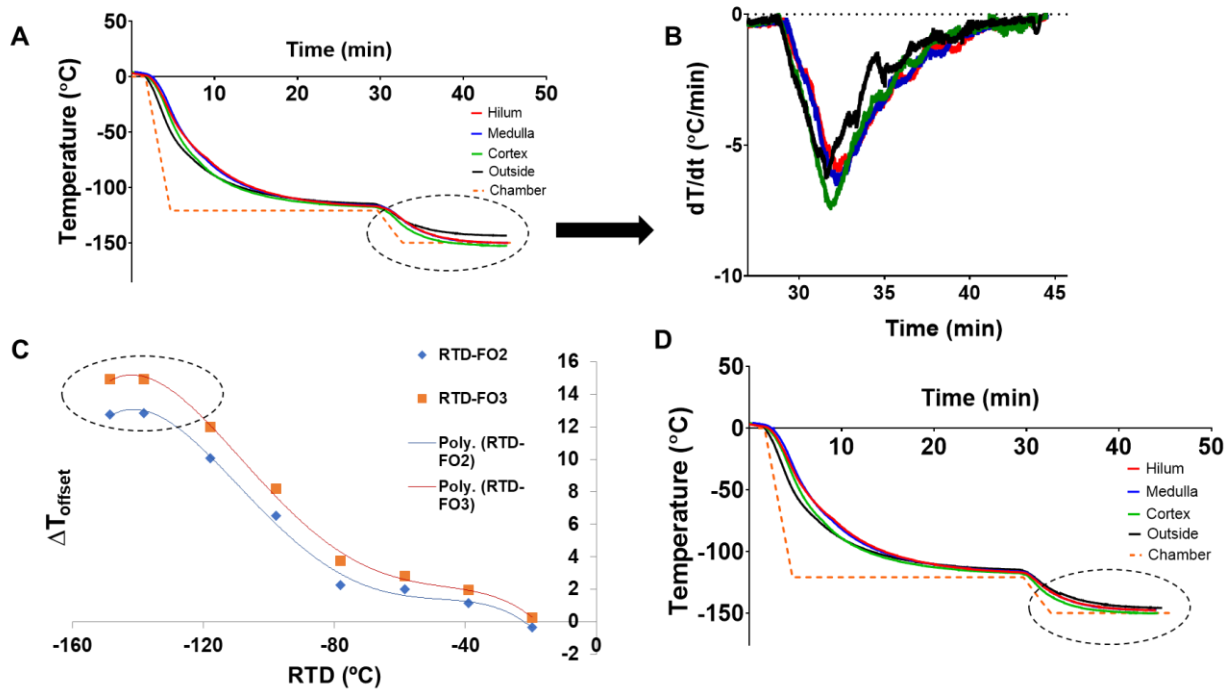 A
50
0
-50
-100
-150
Temperature (°C)
Time (min)
10
20
30
40
50
Hilum
Medulla
Cortex
Outside
Chamber
B
0
-5
-10
dT/dt (°C/min)
30
35
40
45
Time (min)
C
RTD-FO2
RTD-FO3
Poly. (RTD-
FO2)
Poly. (RTD-
FO3)
16
14
12
10
8
6
4
2
0
-2
ΔToffset
-160
-120
-80
-40
0
RTD (ºC)
D
50
0
-50
-100
-150
Temperature (°C)
Time (min)
10
20
30
40
50
Hilum
Medulla
Cortex
Outside
Chamber